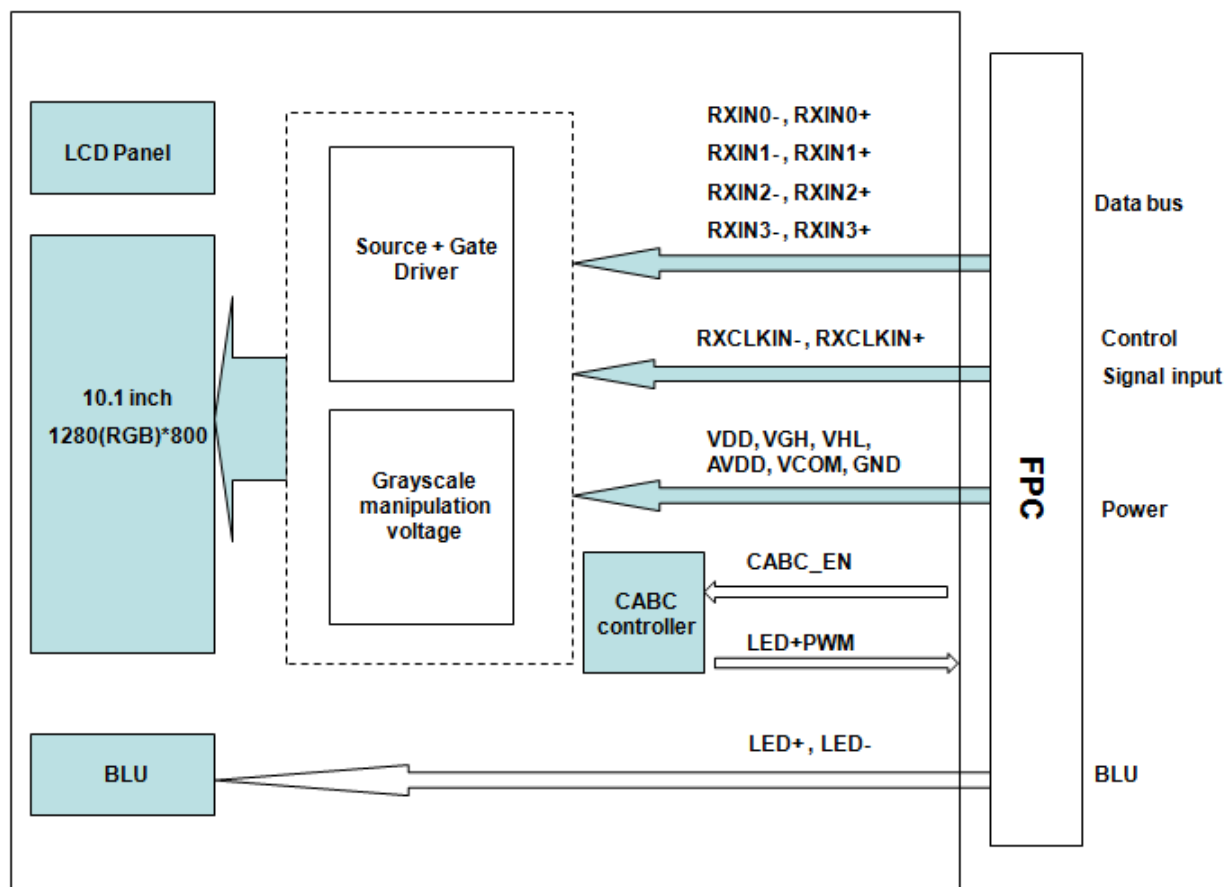 LCD Panel
10.1 inch
1280(RGB)*800
BLU
Source + Gate
Driver
Grayscale
manipulation
voltage
RXIN0-, RXIN0+
RXIN1-, RXIN1+
RXIN2-, RXIN2+
RXIN3-, RXIN3+
RXCLKIN-, RXCLKIN+
VDD, VGH, VHL,
AVDD, VCOM, GND
CABC
controller
CABC_EN
LED+PWM
LED+, LED-
FPC
Data bus
Control
Signal input
Power
BLU